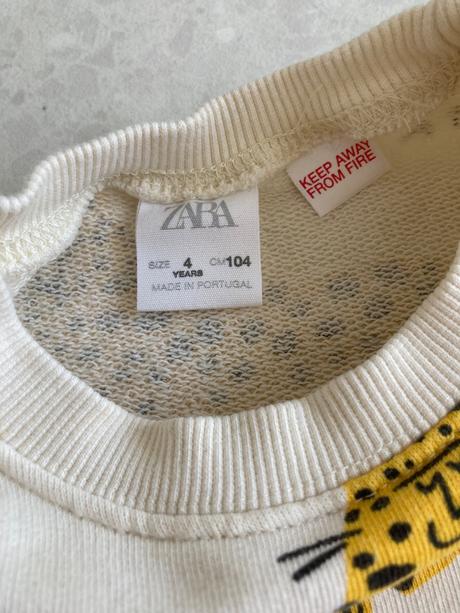 ZARA
SIZE 4 CM 104
YEARS
MADE IN PORTUGAL
KEEP AWAY
FROM FIRE